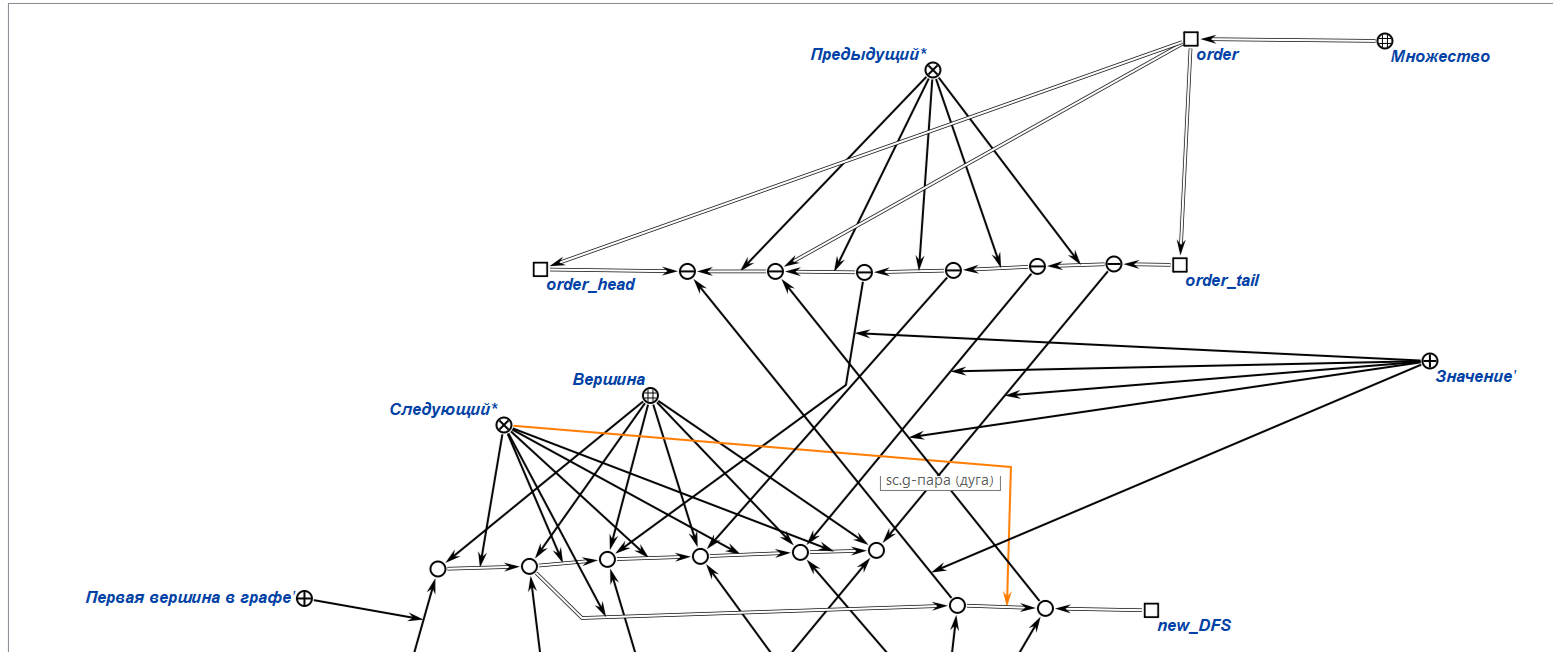 order
Множество
Предыдущий*
order_head
order_tail
Значение'
Вершина
Следующий*
sc.g-пара (дуга)
Первая вершина в графе'
new_DFS